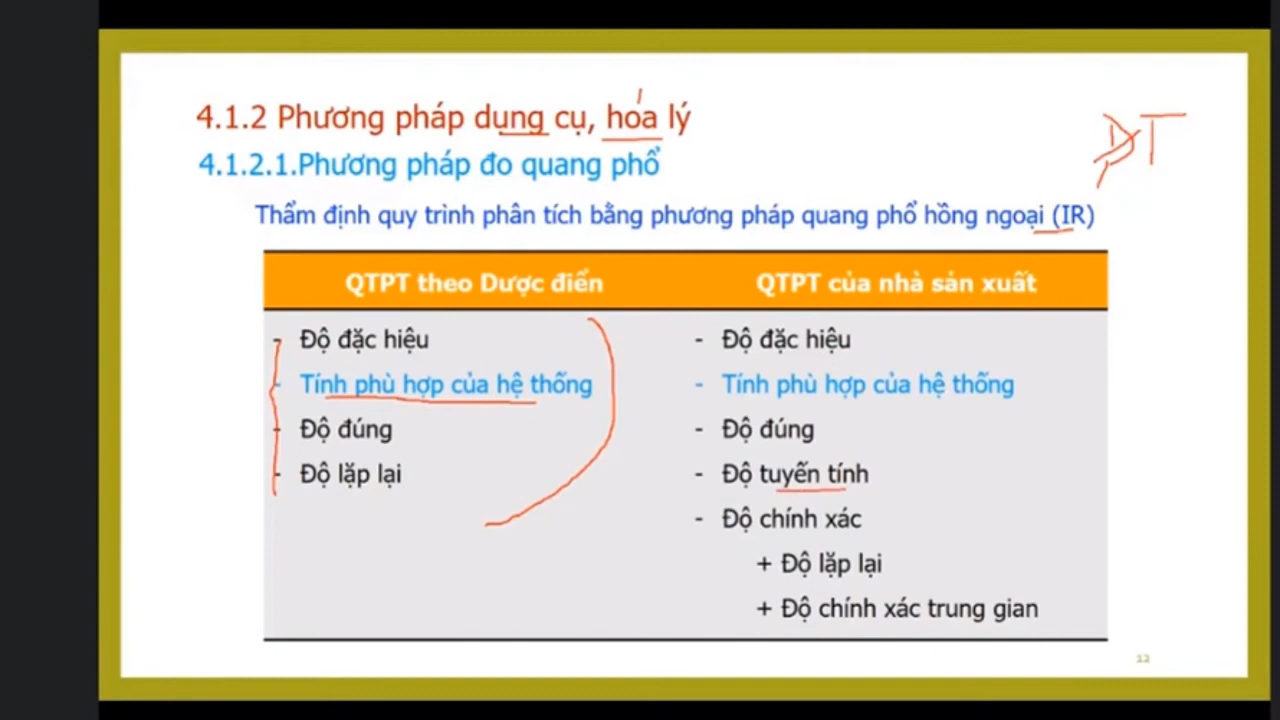 4.1.2 Phương pháp dụng cụ, hóa lý
ĐT
4.1.2.1.Phương pháp đo quang phổ
Thẩm định quy trình phân tích bằng phương pháp quang phổ hồng ngoại (IR)
QTPT theo Dược điển QTPT của nhà sản xuất
- Độ đặc hiệu - Độ đặc hiệu
- Tính phù hợp của hệ thống - Tính phù hợp của hệ thống
- Độ đúng - Độ đúng
- Độ lặp lại - Độ tuyến tính
- Độ chính xác
+ Độ lặp lại
+ Độ chính xác trung gian
12